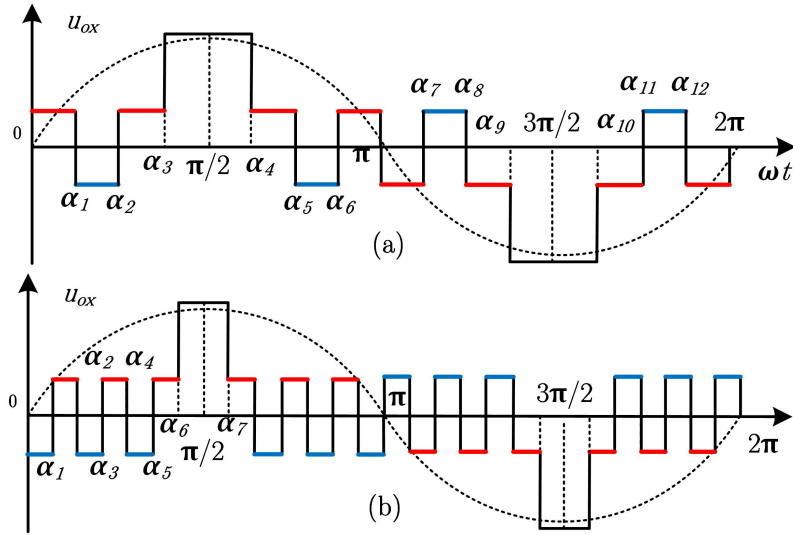 u_ox
α_7 α_8
α_11 α_12
0
α_3 π/2 α_4
π
α_9 3π/2 α_10
2π
α_1 α_2
α_5 α_6
ωt
(a)
u_ox
α_2 α_4
π
3π/2
0
α_6
α_7
α_1 α_3 α_5
π/2
2π
(b)